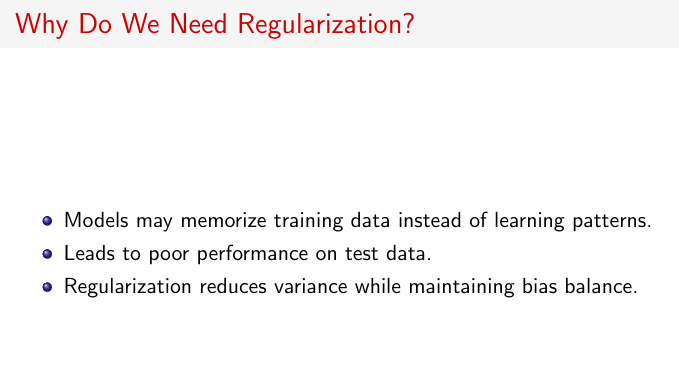 Why Do We Need Regularization?
Models may memorize training data instead of learning patterns.
Leads to poor performance on test data.
Regularization reduces variance while maintaining bias balance.